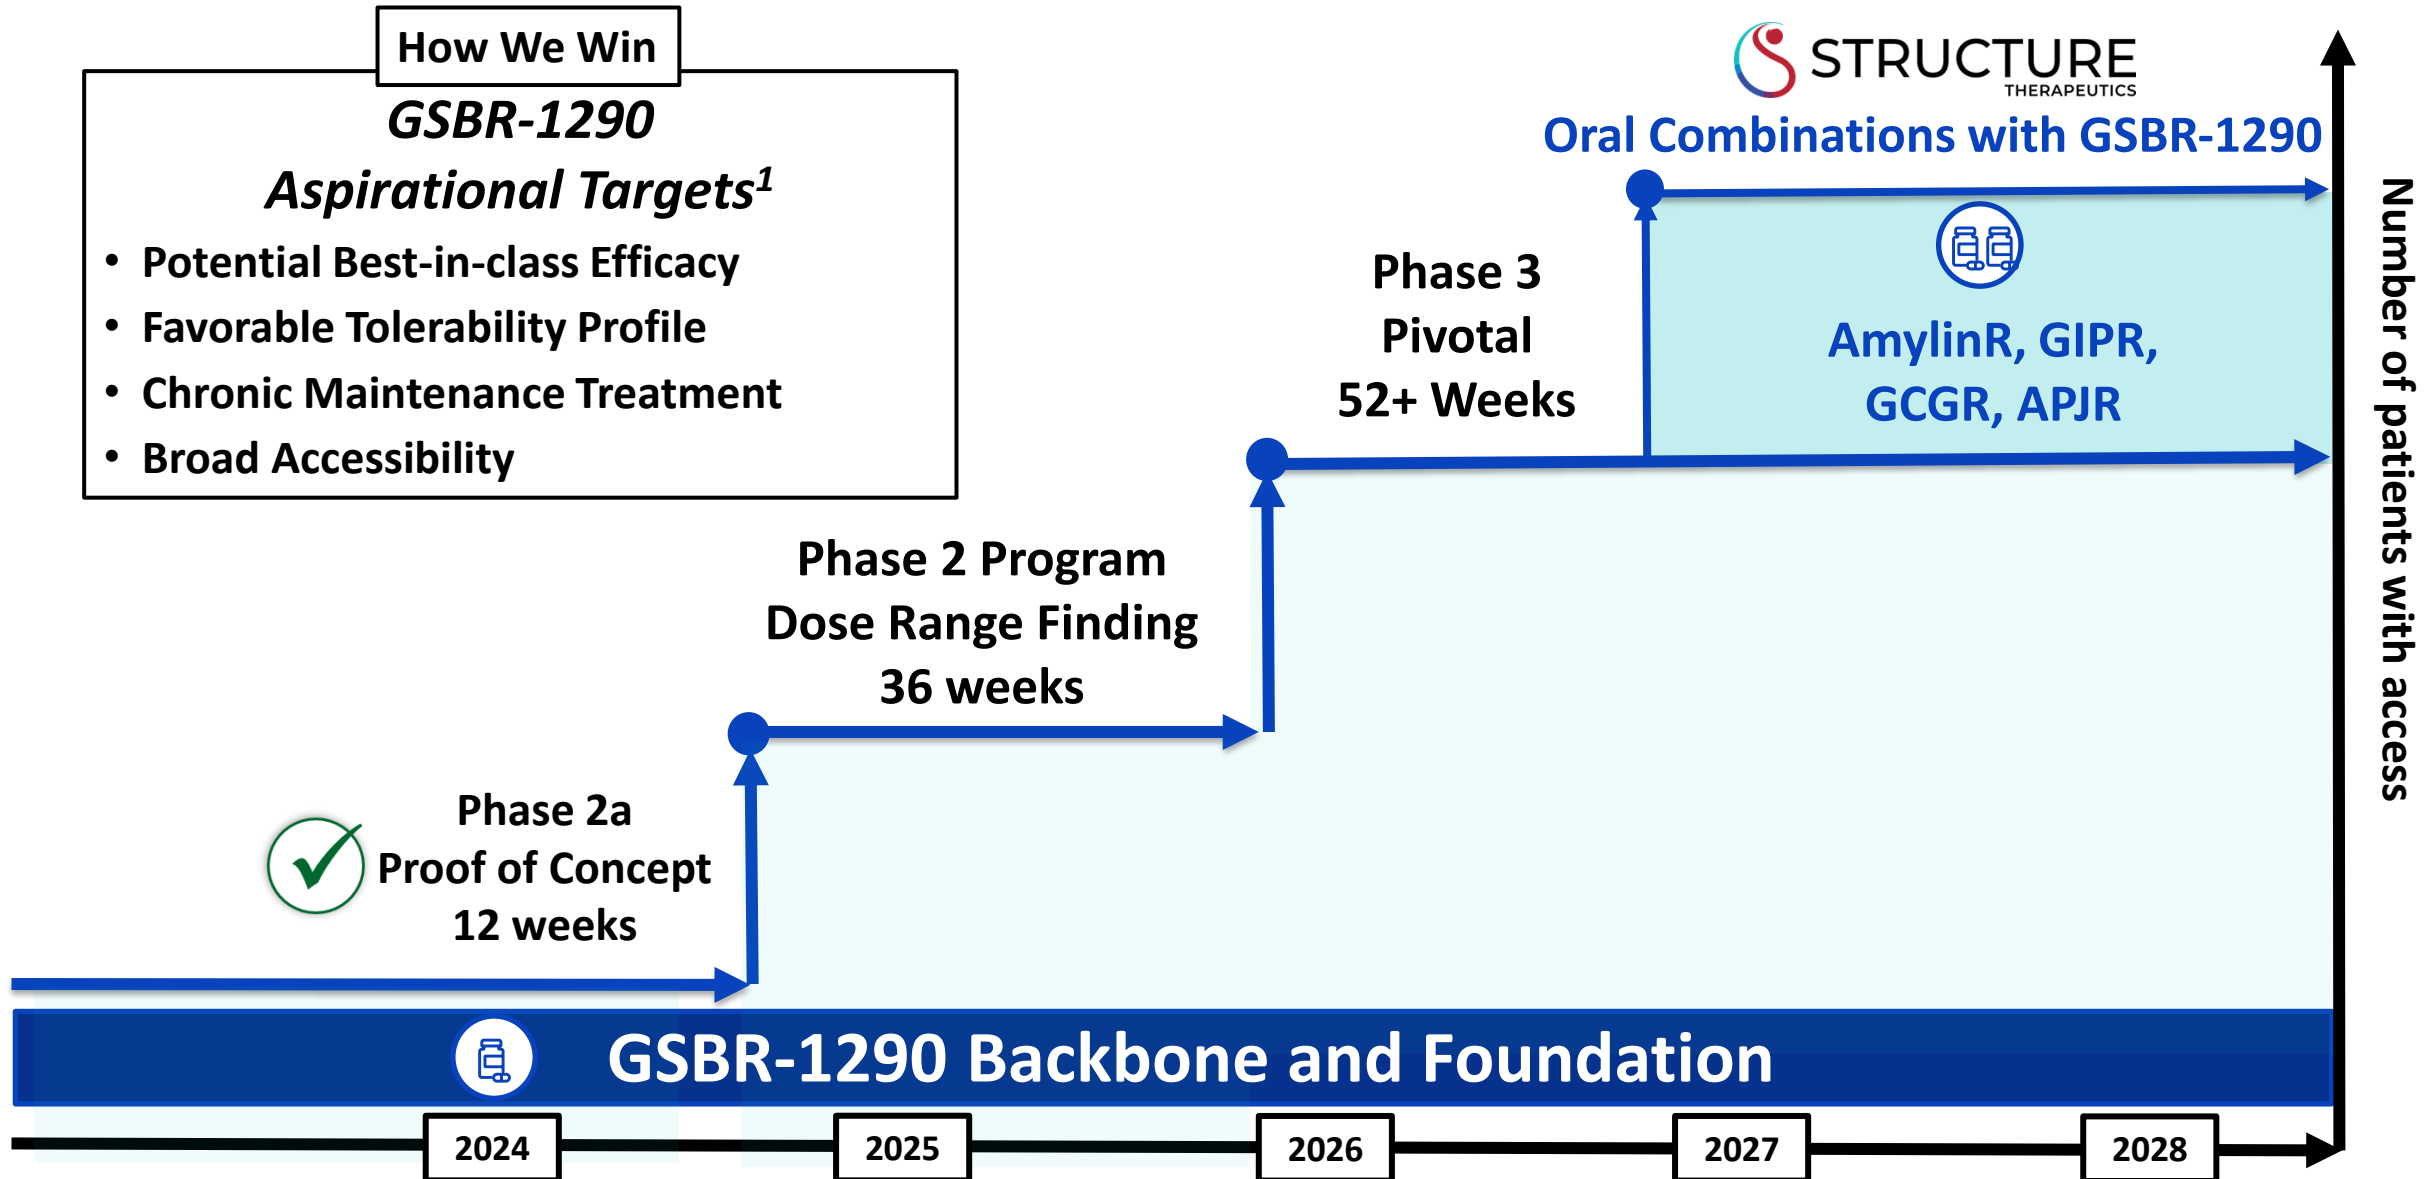 How We Win
GSBR-1290
Aspirational Targets1
• Potential Best-in-class Efficacy
• Favorable Tolerability Profile
• Chronic Maintenance Treatment
• Broad Accessibility
STRUCTURE
THERAPEUTICS
Oral Combinations with GSBR-1290
AmylinR, GIPR,
GCGR, APJR
Phase 3
Pivotal
52+ Weeks
Phase 2 Program
Dose Range Finding
36 weeks
Phase 2a
Proof of Concept
12 weeks
Number of patients with access
GSBR-1290 Backbone and Foundation
2024
2025
2026
2027
2028